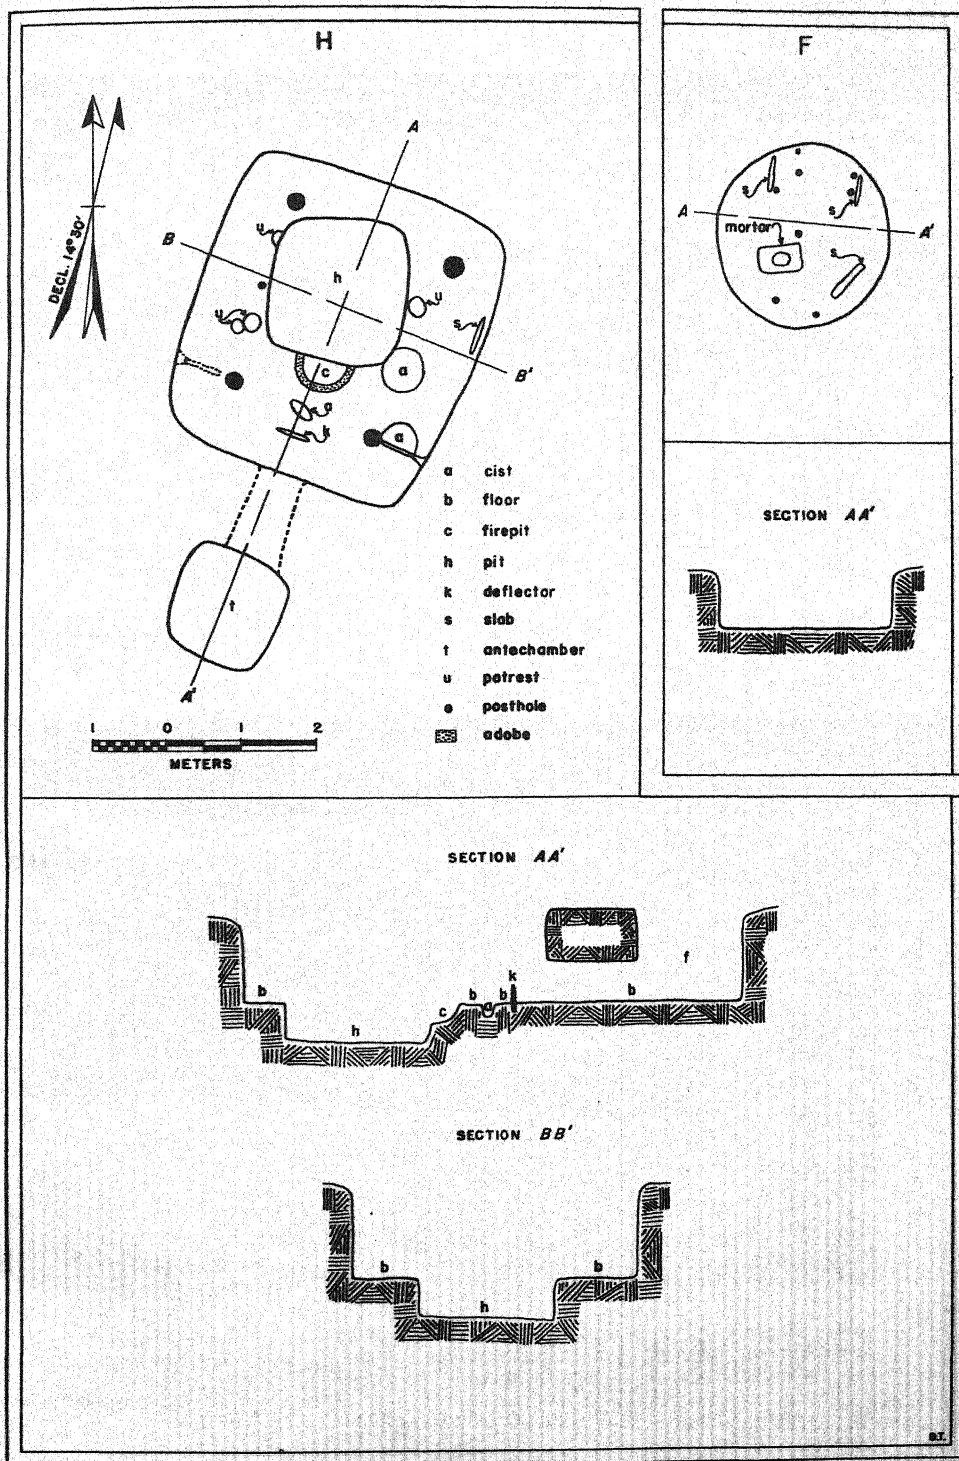 H
F
DECL. 14°30'
A
B
u
h
u
u
s
B'
c
a
a
k
a
t
A'
a cist
b floor
c firepit
h pit
k deflector
s slab
t antechamber
u potrest
posthole
adobe
1 0 1 2
METERS
s
s
A
A'
mortar
s
SECTION AA'
SECTION AA'
b
h
c
b
a
b
k
b
f
SECTION BB'
b
h
b
B.T.